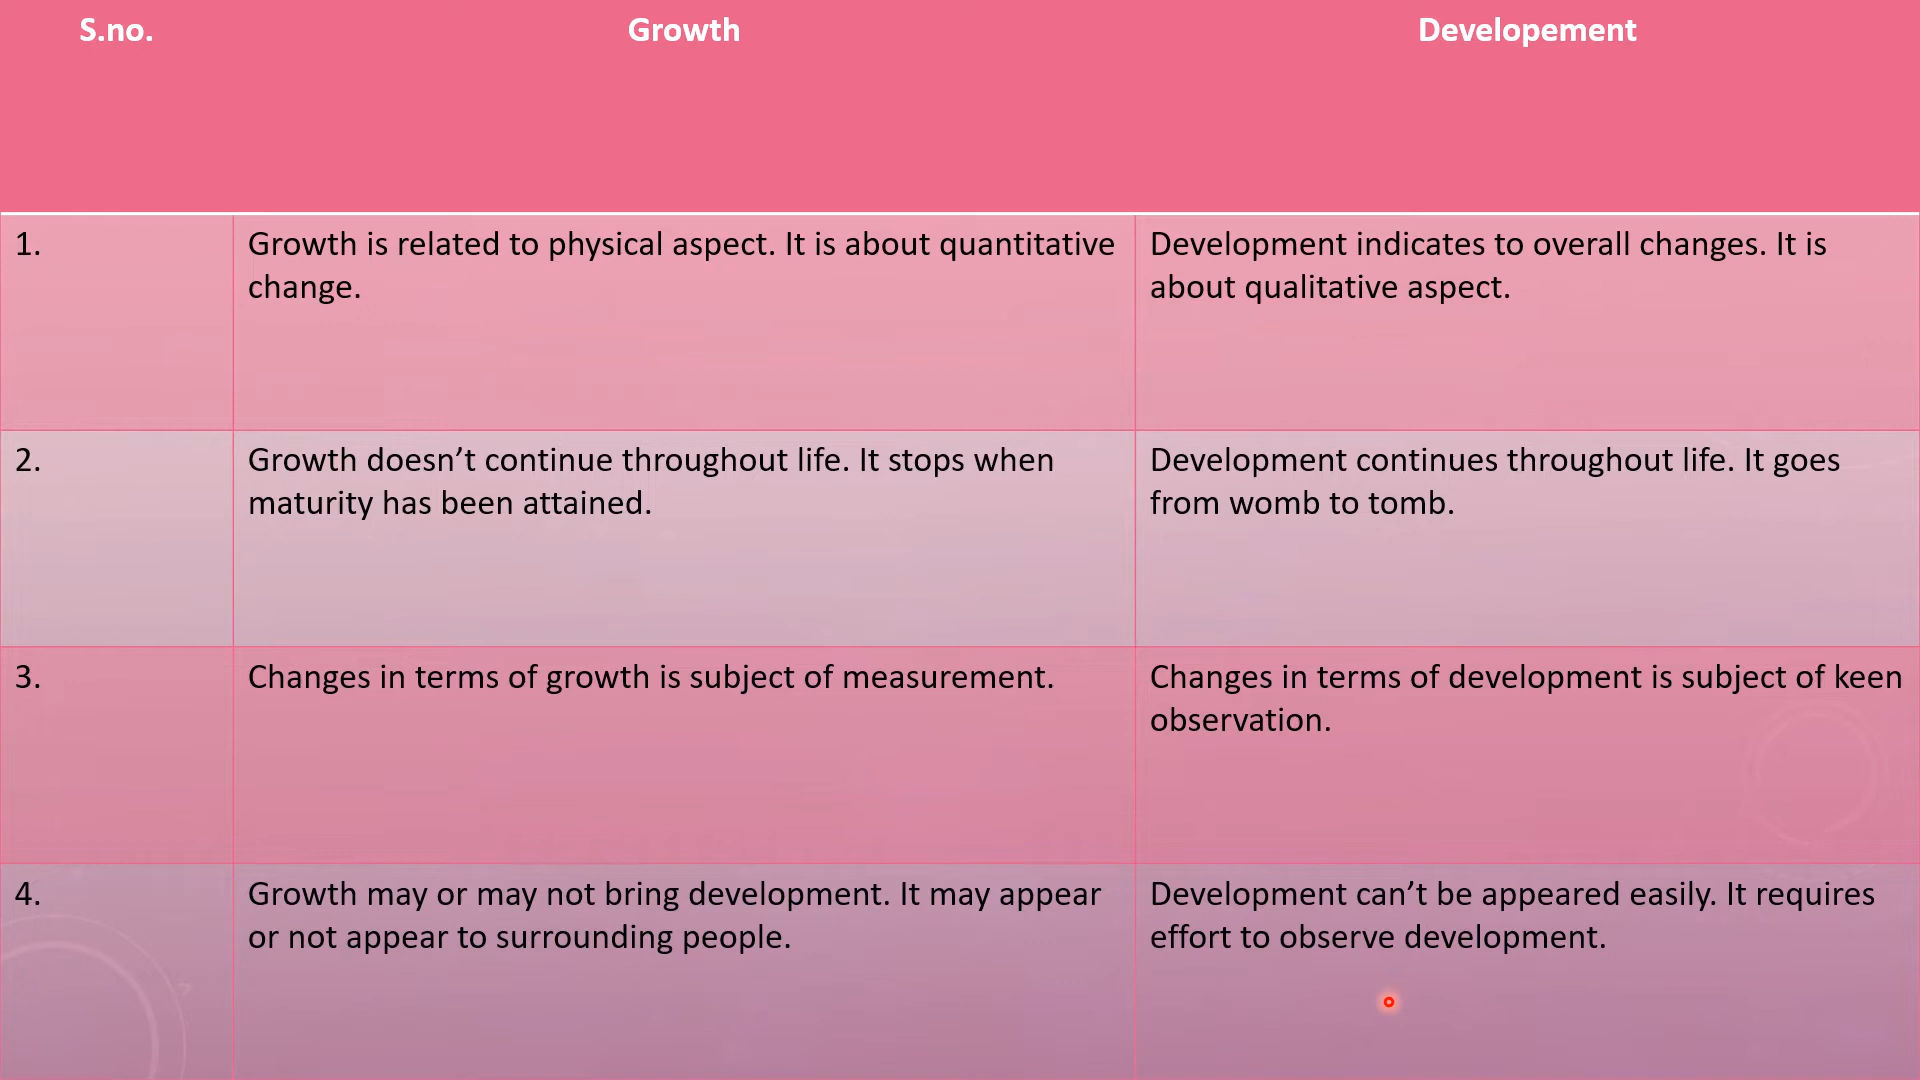 S.no. Growth Developement
1. Growth is related to physical aspect. It is about quantitative
change.
Development indicates to overall changes. It is
about qualitative aspect.
2. Growth doesn’t continue throughout life. It stops when
maturity has been attained.
Development continues throughout life. It goes
from womb to tomb.
3. Changes in terms of growth is subject of measurement.
Changes in terms of development is subject of keen
observation.
4. Growth may or may not bring development. It may appear
or not appear to surrounding people.
Development can’t be appeared easily. It requires
effort to observe development.